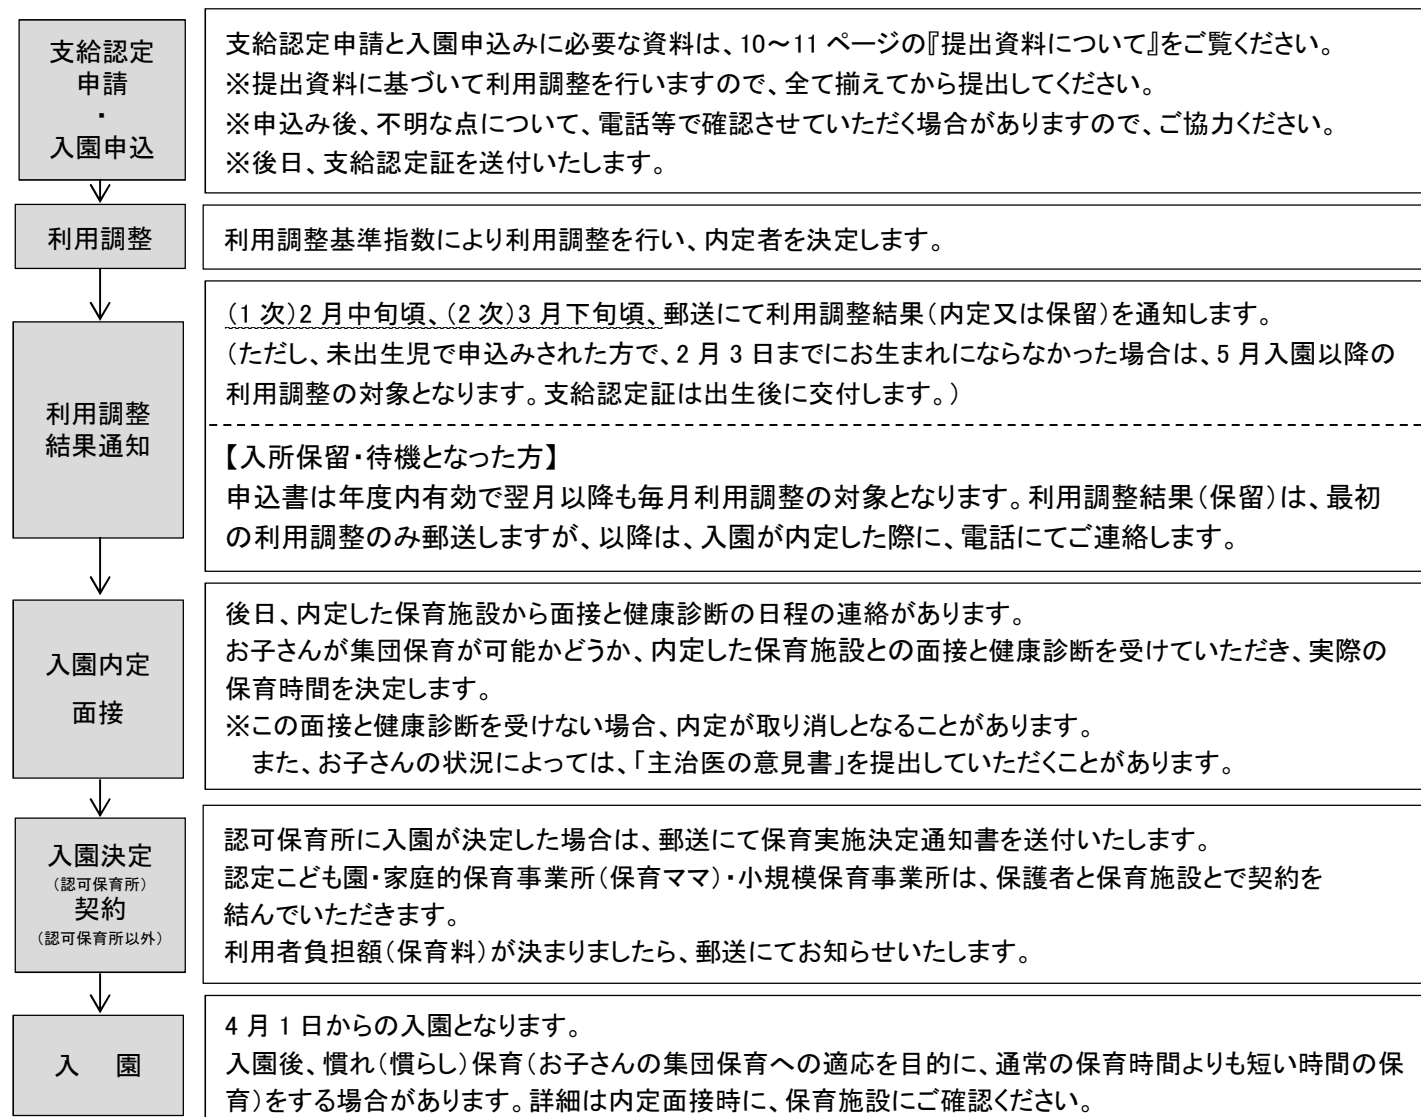 支給認定
申請
・
入園申込
支給認定申請と入園申込みに必要な資料は、10～11 ページの『提出資料について』をご覧ください。
※提出資料に基づいて利用調整を行いますので、全て揃えてから提出してください。
※申込み後、不明な点について、電話等で確認させていただく場合がありますので、ご協力ください。
※後日、支給認定証を送付いたします。
利用調整
利用調整基準指数により利用調整を行い、内定者を決定します。
利用調整
結果通知
(1 次)2 月中旬頃、(2 次)3 月下旬頃、郵送にて利用調整結果(内定又は保留)を通知します。
(ただし、未出生児で申込みされた方で、2 月 3 日までにお生まれにならなかった場合は、5 月入園以降の
利用調整の対象となります。支給認定証は出生後に交付します。)
【入所保留・待機となった方】
申込書は年度内有効で翌月以降も毎月利用調整の対象となります。利用調整結果(保留)は、最初
の利用調整のみ郵送しますが、以降は、入園が内定した際に、電話にてご連絡します。
入園内定
面接
後日、内定した保育施設から面接と健康診断の日程の連絡があります。
お子さんが集団保育が可能かどうか、内定した保育施設との面接と健康診断を受けていただき、実際の
保育時間を決定します。
※この面接と健康診断を受けない場合、内定が取り消しとなることがあります。
また、お子さんの状況によっては、「主治医の意見書」を提出していただくことがあります。
入園決定
(認可保育所)
契約
(認可保育所以外)
認可保育所に入園が決定した場合は、郵送にて保育実施決定通知書を送付いたします。
認定こども園・家庭的保育事業所(保育ママ)・小規模保育事業所は、保護者と保育施設とで契約を
結んでいただきます。
利用者負担額(保育料)が決まりましたら、郵送にてお知らせいたします。
入　園
4 月 1 日からの入園となります。
入園後、慣れ(慣らし)保育(お子さんの集団保育への適応を目的に、通常の保育時間よりも短い時間の保
育)をする場合があります。詳細は内定面接時に、保育施設にご確認ください。